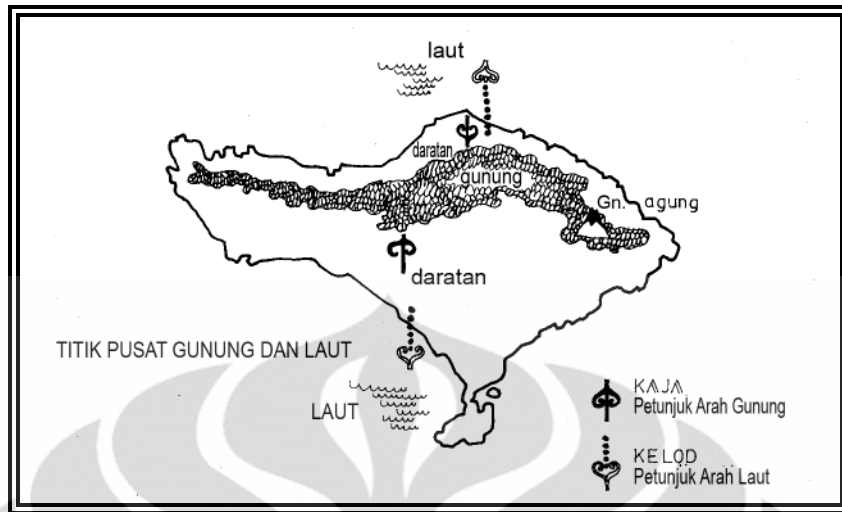 laut
daratan
gunung
Gn. agung
daratan
TITIK PUSAT GUNUNG DAN LAUT
LAUT
KAJA
Petunjuk Arah Gunung
KELOD
Petunjuk Arah Laut